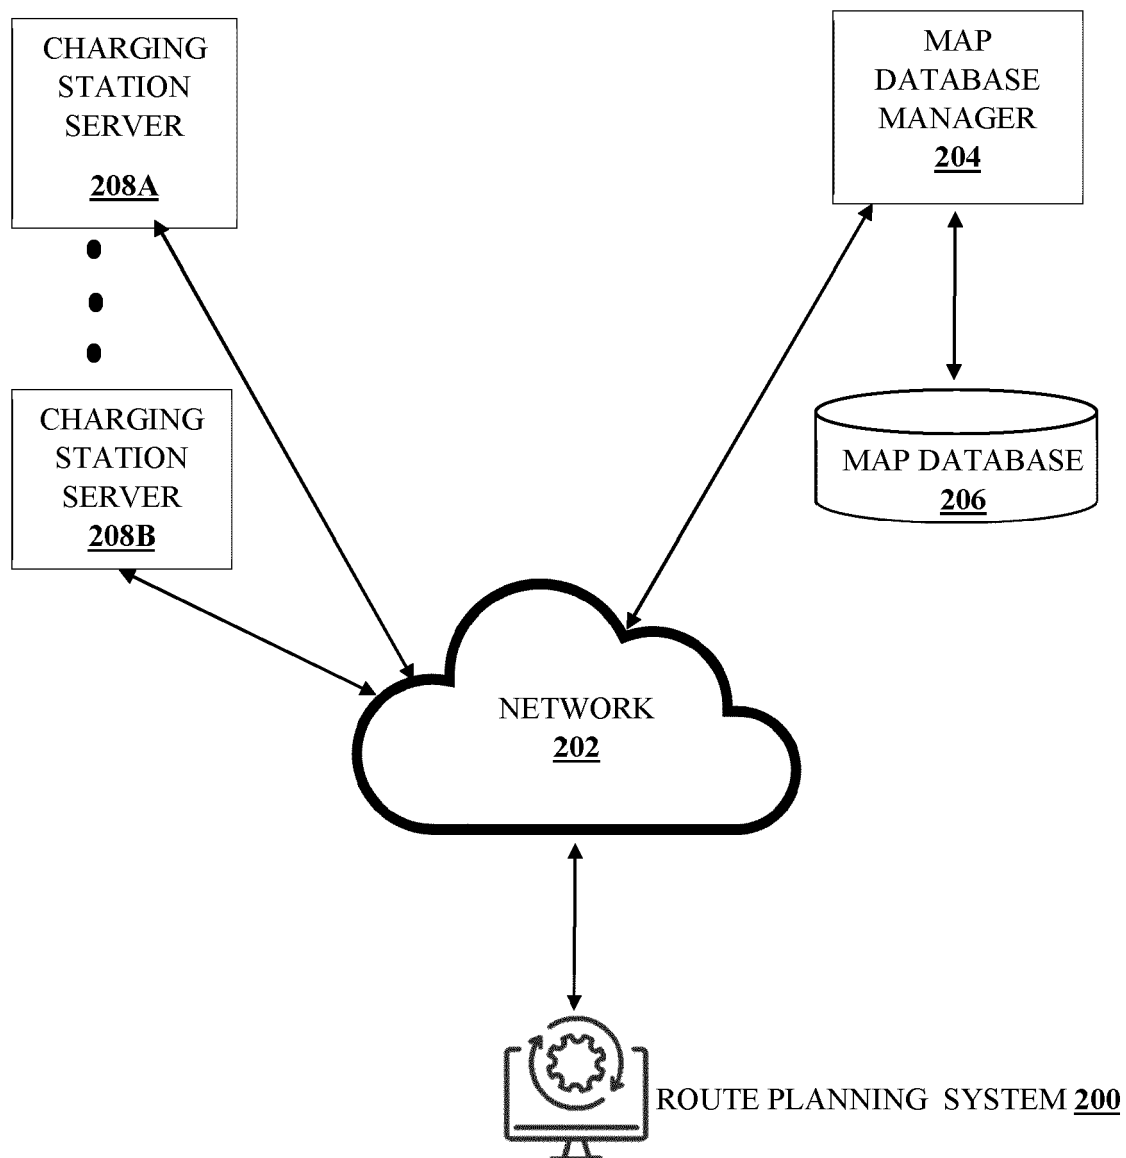 CHARGING
STATION
SERVER
208A
MAP
DATABASE
MANAGER
204
CHARGING
STATION
SERVER
208B
MAP DATABASE
206
NETWORK
202
ROUTE PLANNING SYSTEM 200